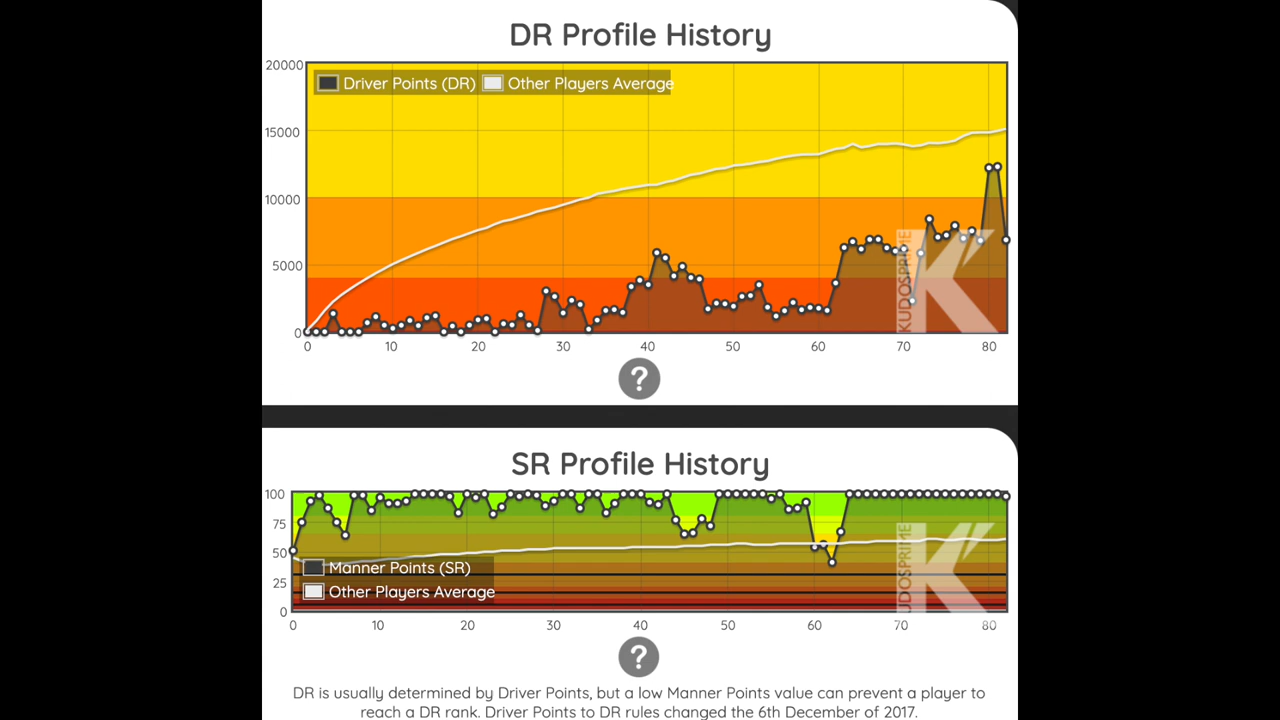 DR Profile History
20000
Driver Points (DR) Other Players Average
15000
10000
5000
0
0 10 20 30 40 50 60 70 80
KUDOSPRIME
K
?
SR Profile History
100
75
50
25
0
Manner Points (SR)
Other Players Average
0 10 20 30 40 50 60 70 80
UDOSPRIME
K
?
DR is usually determined by Driver Points, but a low Manner Points value can prevent a player to
reach a DR rank. Driver Points to DR rules changed the 6th December of 2017.